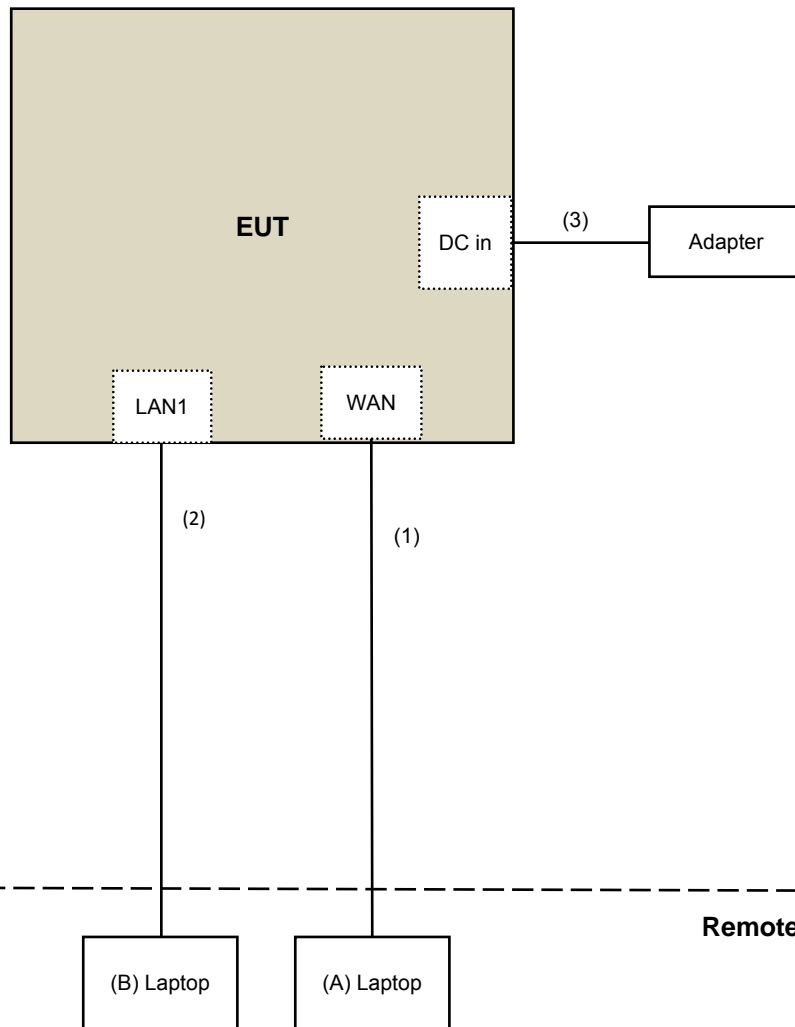 EUT
DC in
(3)
Adapter
LAN1
WAN
(2)
(1)
Remote
(B) Laptop
(A) Laptop